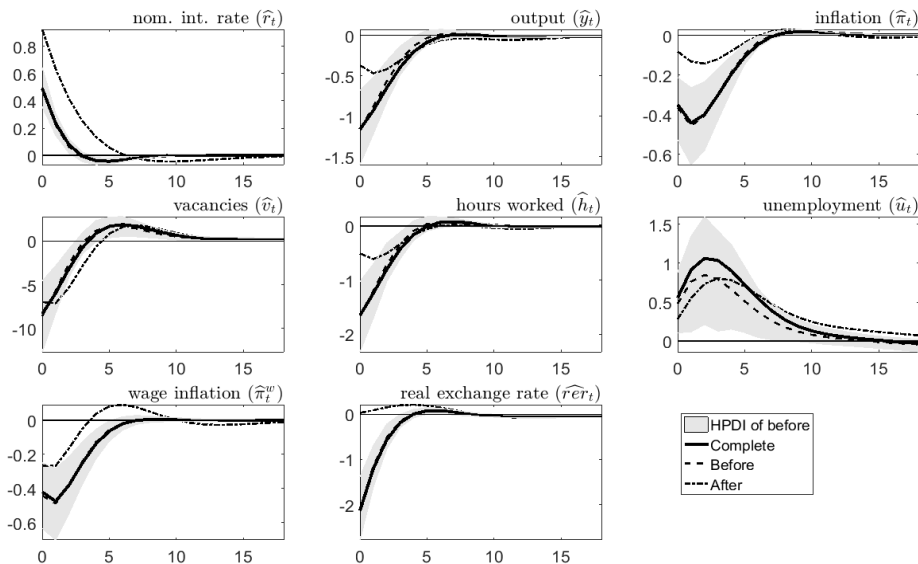 nom. int. rate (r̂_t)
0.8
0.6
0.4
0.2
0
0 5 10 15
output (ŷ_t)
0
-0.5
-1
-1.5
0 5 10 15
inflation (π̂_t)
0
-0.2
-0.4
-0.6
0 5 10 15
vacancies (v̂_t)
0
-5
-10
0 5 10 15
hours worked (ĥ_t)
0
-1
-2
0 5 10 15
unemployment (û_t)
1.5
1
0.5
0
0 5 10 15
wage inflation (π̂^w_t)
0
-0.2
-0.4
-0.6
0 5 10 15
real exchange rate (r̂er_t)
0
-1
-2
0 5 10 15
HPDI of before
Complete
Before
After